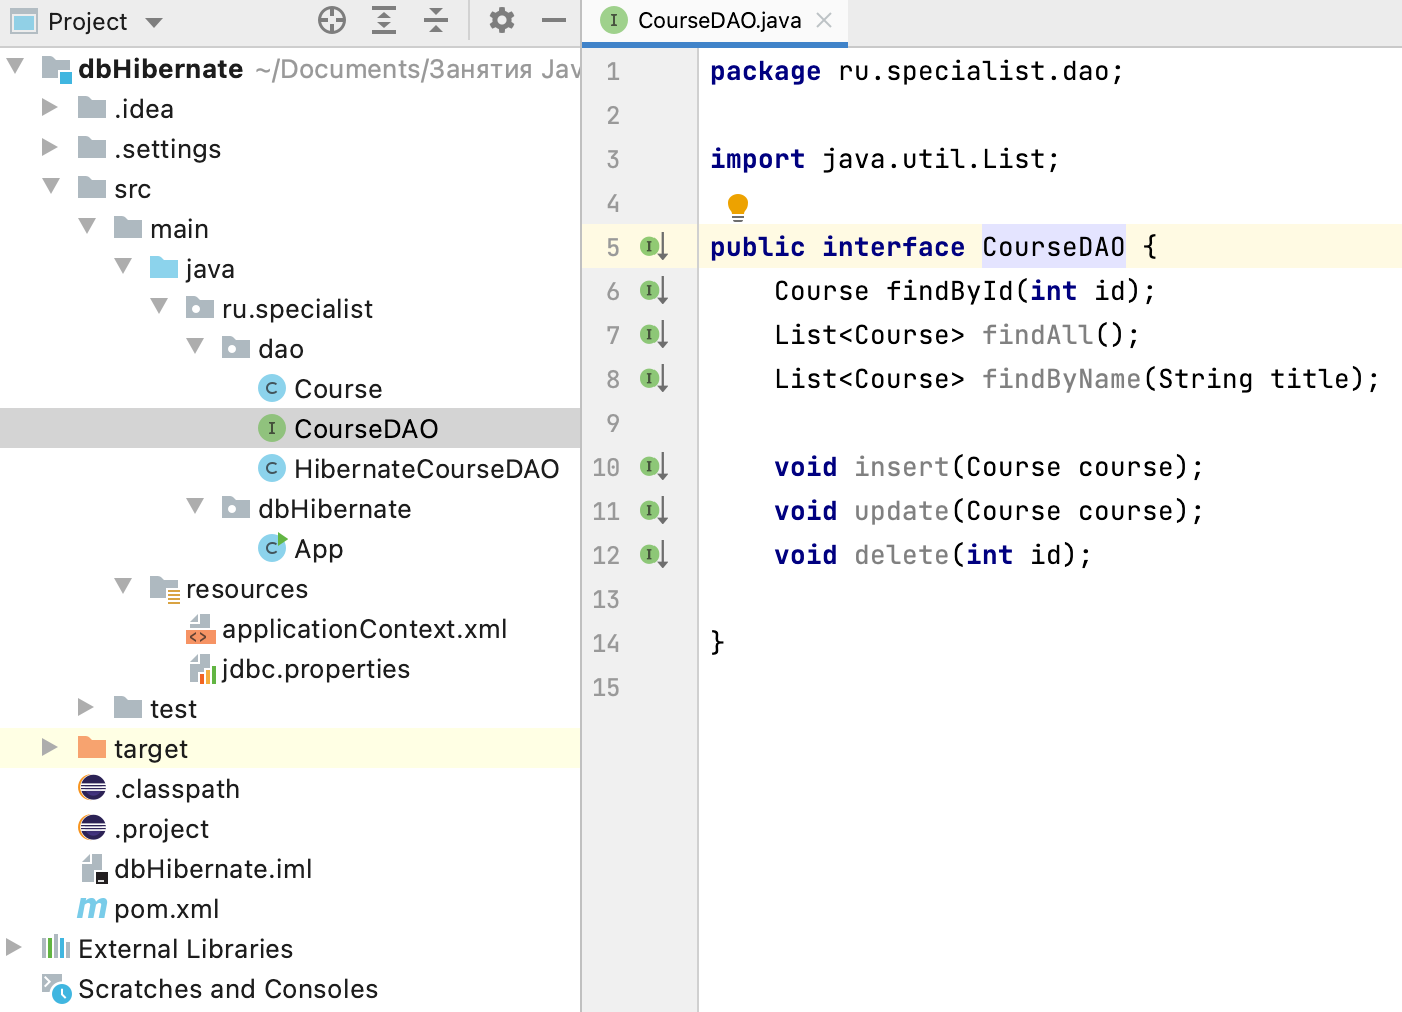 Project
dbHibernate ~/Documents/Занятия Jav
.idea
.settings
src
main
java
ru.specialist
dao
C Course
I CourseDAO
C HibernateCourseDAO
dbHibernate
C App
resources
<> applicationContext.xml
jdbc.properties
test
target
.classpath
.project
dbHibernate.iml
m pom.xml
External Libraries
Scratches and Consoles
I CourseDAO.java
1 package ru.specialist.dao;
2
3 import java.util.List;
4
5 I public interface CourseDAO {
6 I Course findById(int id);
7 I List<Course> findAll();
8 I List<Course> findByName(String title);
9
10 I void insert(Course course);
11 I void update(Course course);
12 I void delete(int id);
13
14 }
15